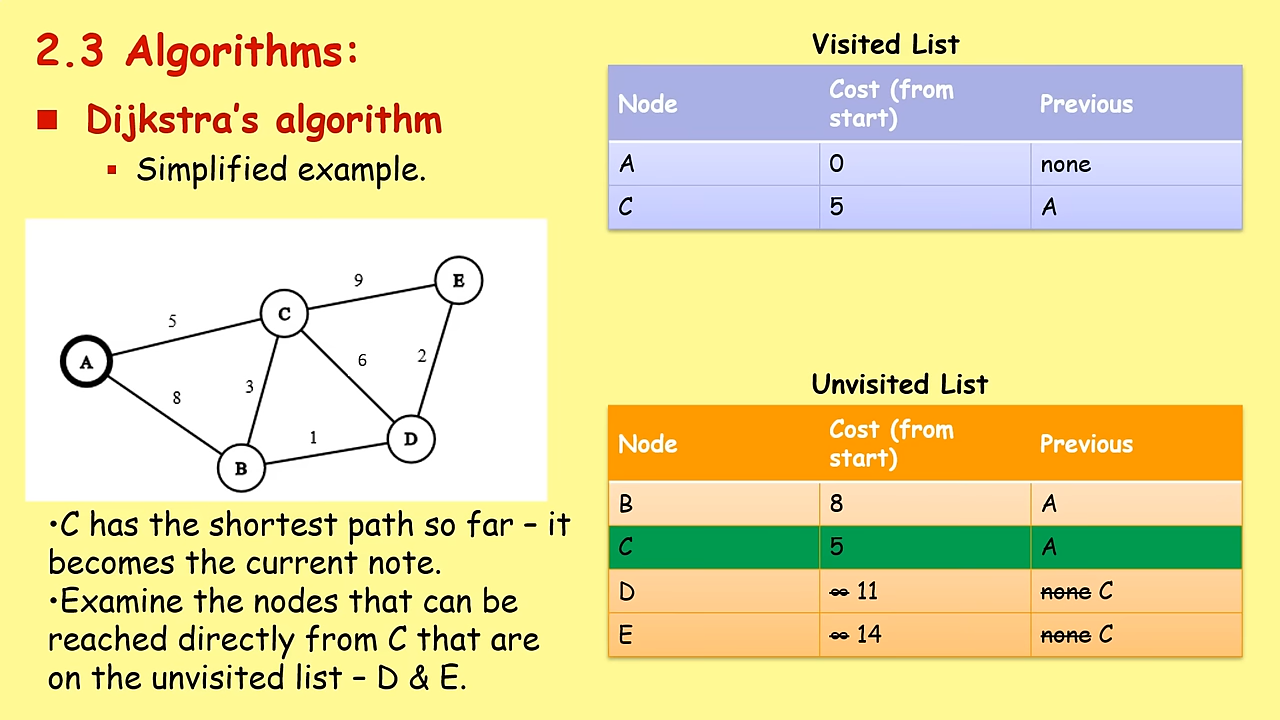 2.3 Algorithms:
■ Dijkstra's algorithm
▪ Simplified example.
A
B
C
D
E
5
8
3
9
6
2
1
•C has the shortest path so far – it
becomes the current note.
•Examine the nodes that can be
reached directly from C that are
on the unvisited list – D & E.
Visited List
Node Cost (from start) Previous
A 0 none
C 5 A
Unvisited List
Node Cost (from start) Previous
B 8 A
C 5 A
D ∞ 11 none C
E ∞ 14 none C